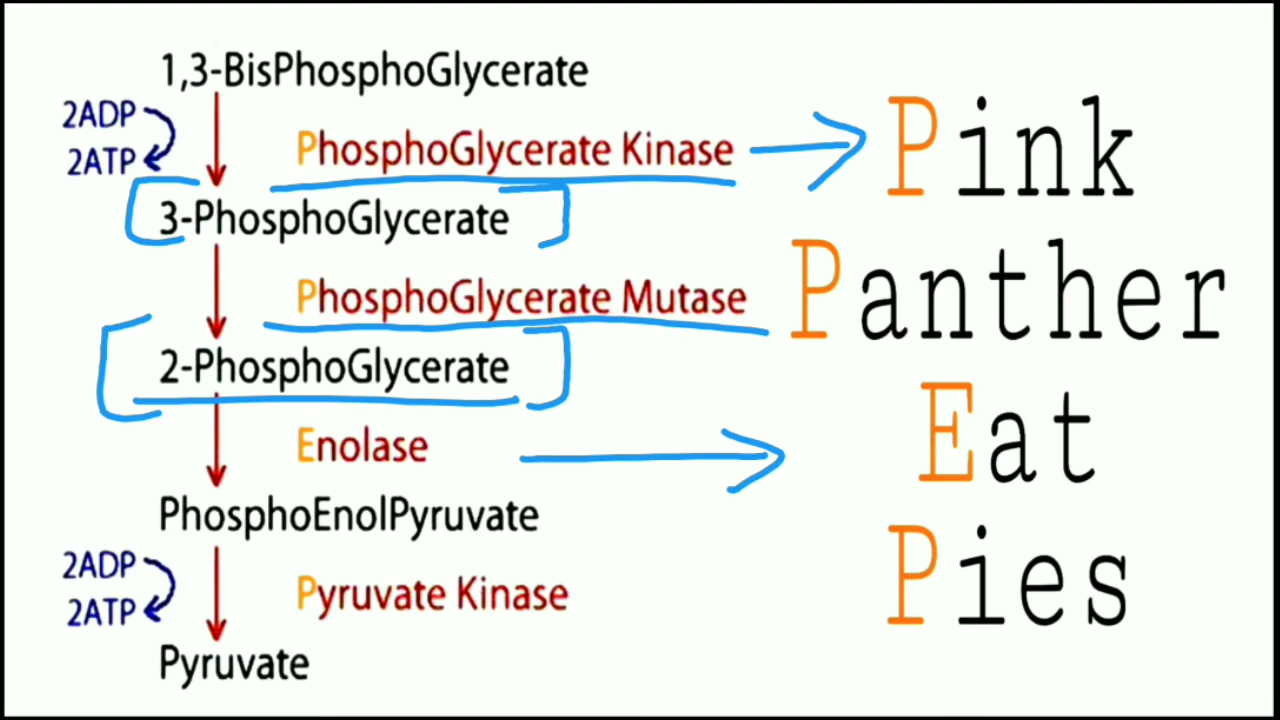 1,3-BisPhosphoGlycerate
2ADP
2ATP
PhosphoGlycerate Kinase
Pink
3-PhosphoGlycerate
PhosphoGlycerate Mutase
Panther
2-PhosphoGlycerate
Enolase
Eat
PhosphoEnolPyruvate
2ADP
2ATP
Pyruvate Kinase
Pies
Pyruvate